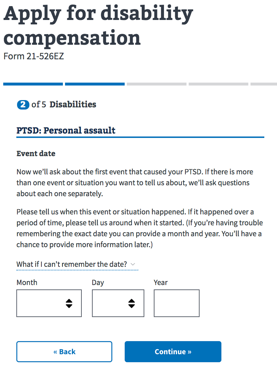 Apply for disability
compensation
Form 21-526EZ
2 of 5 Disabilities
PTSD: Personal assault
Event date
Now we'll ask about the first event that caused your PTSD. If there is more
than one event or situation you want to tell us about, we'll ask questions
about each one separately.
Please tell us when this event or situation happened. If it happened over a
period of time, please tell us around when it started. (If you're having trouble
remembering the exact date you can provide a month and year. You'll have a
chance to provide more information later.)
What if I can't remember the date?
Month Day Year
« Back Continue »